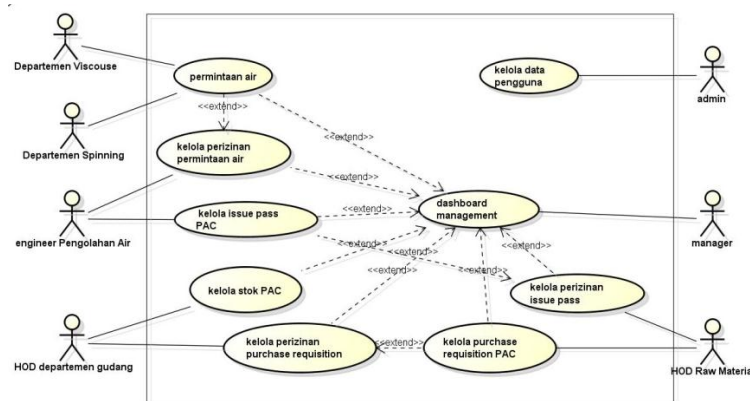 Departemen Viscouse
Departemen Spinning
engineer Pengolahan Air
HOD departemen gudang
permintaan air
<<extend>>
kelola perizinan
permintaan air
<<extend>>
<<extend>>
kelola issue pass
PAC
<<extend>>
<<extend>>
kelola stok PAC
<<extend>>
kelola perizinan
purchase requisition
<<extend>>
<<extend>>
kelola purchase
requisition PAC
<<extend>>
dashboard
management
<<extend>>
kelola perizinan
issue pass
kelola data
pengguna
admin
manager
HOD Raw Materia